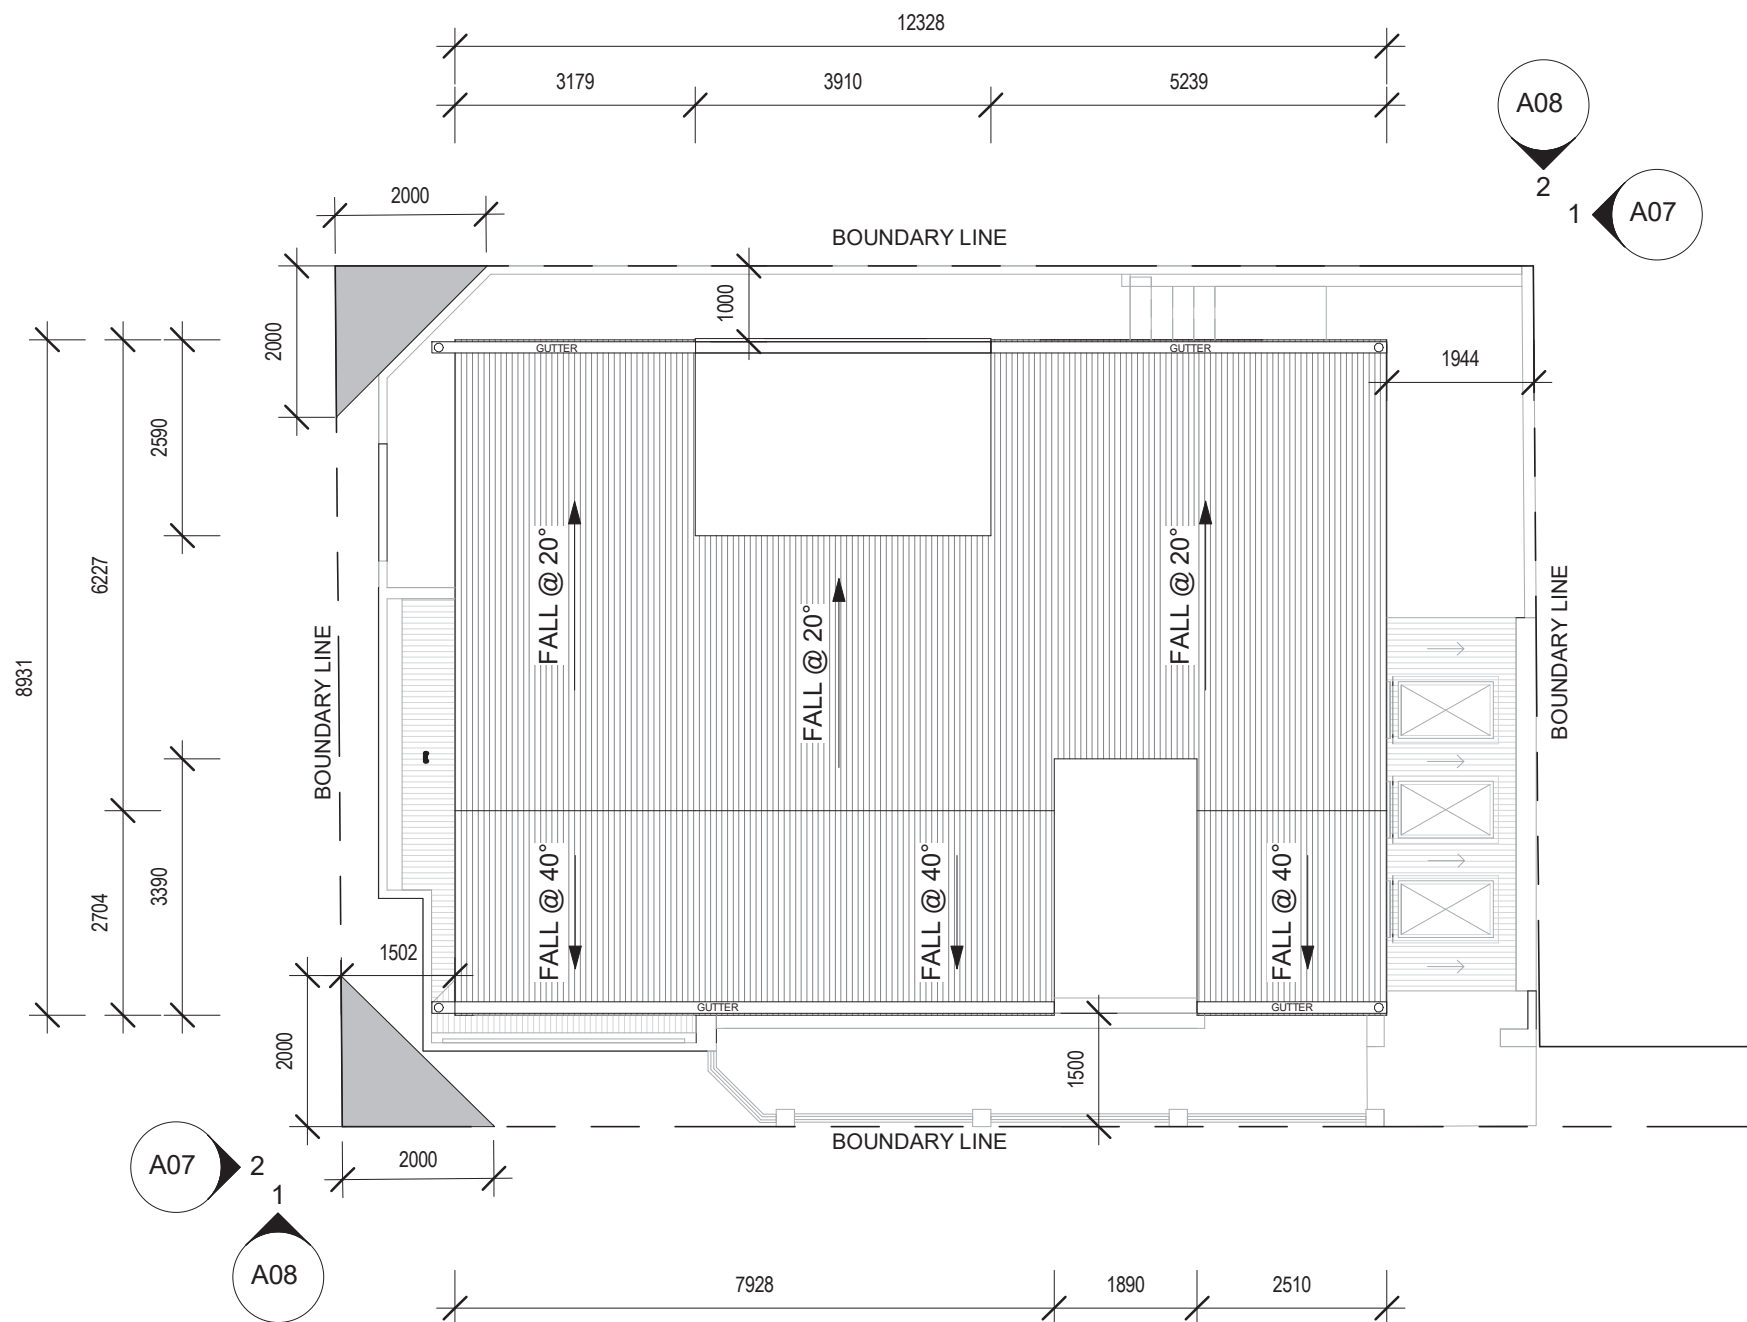 12328
3179
3910
5239
A08
2
1
A07
2000
BOUNDARY LINE
2000
1000
GUTTER
GUTTER
1944
2590
6227
8931
FALL @ 20°
FALL @ 20°
FALL @ 20°
BOUNDARY LINE
BOUNDARY LINE
3390
2704
FALL @ 40°
FALL @ 40°
FALL @ 40°
1502
GUTTER
GUTTER
2000
1500
BOUNDARY LINE
A07
2
2000
1
A08
7928
1890
2510